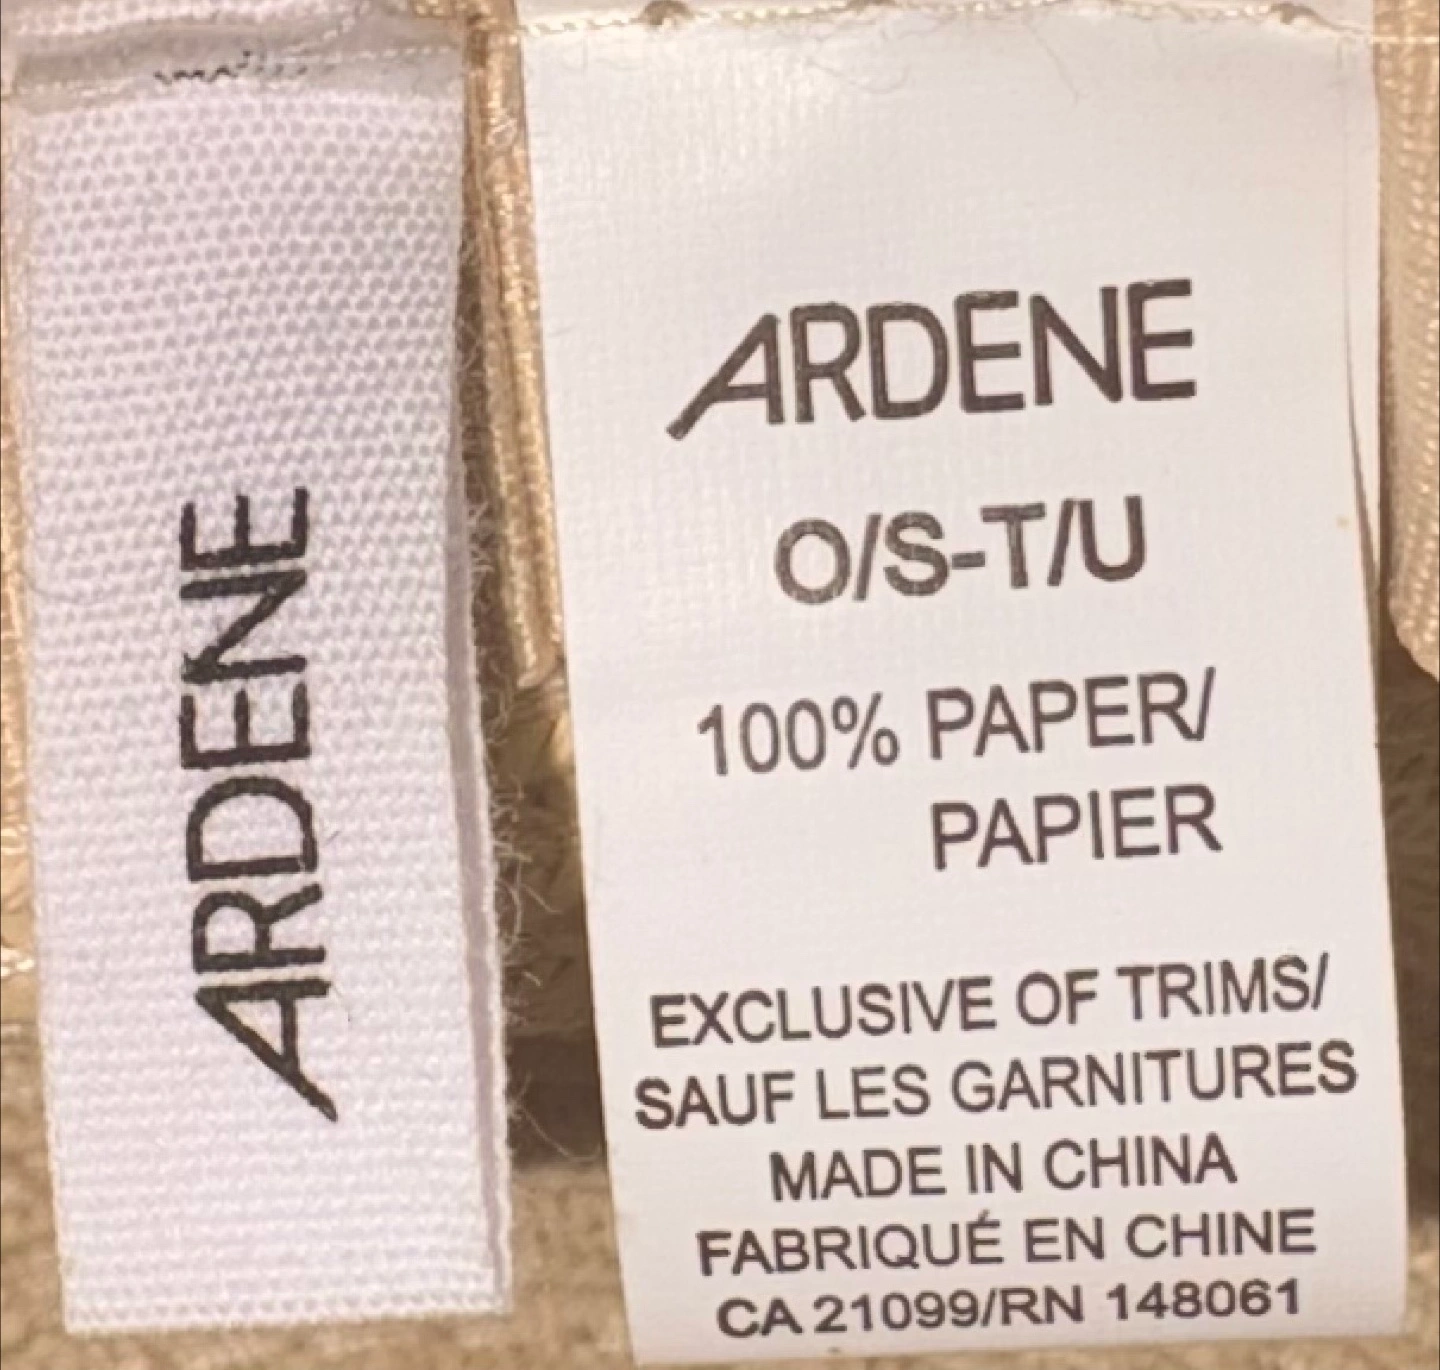 ARDENE
ARDENE
O/S-T/U
100% PAPER/
PAPIER
EXCLUSIVE OF TRIMS/
SAUF LES GARNITURES
MADE IN CHINA
FABRIQUÉ EN CHINE
CA 21099/RN 148061